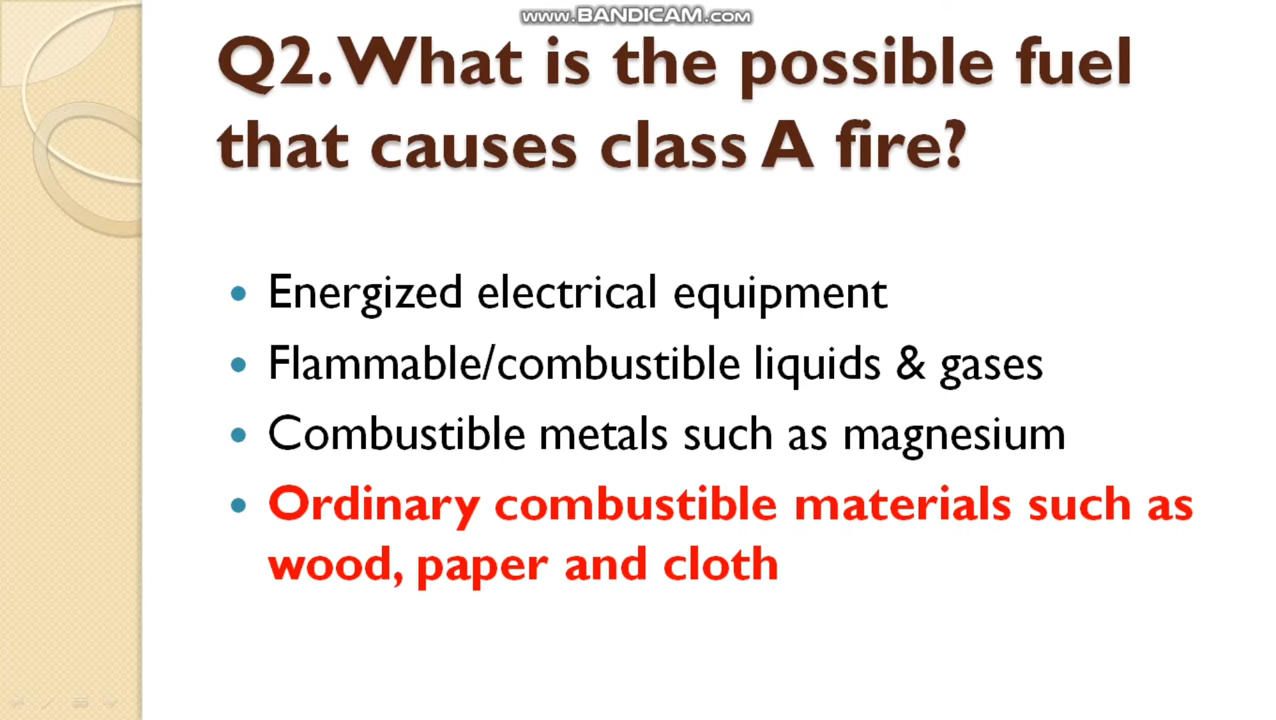 www.BANDICAM.com
Q2. What is the possible fuel
that causes class A fire?
• Energized electrical equipment
• Flammable/combustible liquids & gases
• Combustible metals such as magnesium
• Ordinary combustible materials such as
wood, paper and cloth